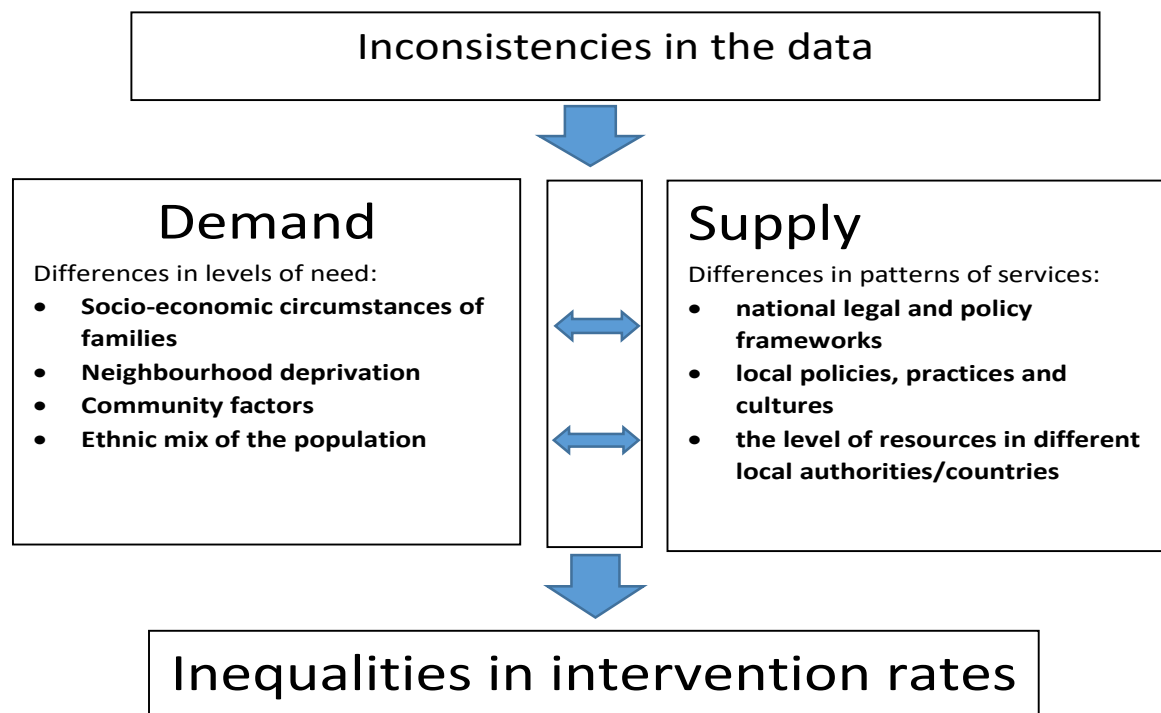 Inconsistencies in the data
Demand
Differences in levels of need:
• Socio-economic circumstances of
families
• Neighbourhood deprivation
• Community factors
• Ethnic mix of the population
Supply
Differences in patterns of services:
• national legal and policy
frameworks
• local policies, practices and
cultures
• the level of resources in different
local authorities/countries
Inequalities in intervention rates